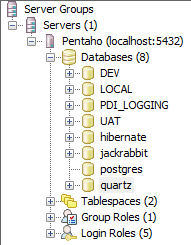 Server Groups
Servers (1)
Pentaho (localhost:5432)
Databases (8)
DEV
LOCAL
PDI_LOGGING
UAT
hibernate
jackrabbit
postgres
quartz
Tablespaces (2)
Group Roles (1)
Login Roles (5)